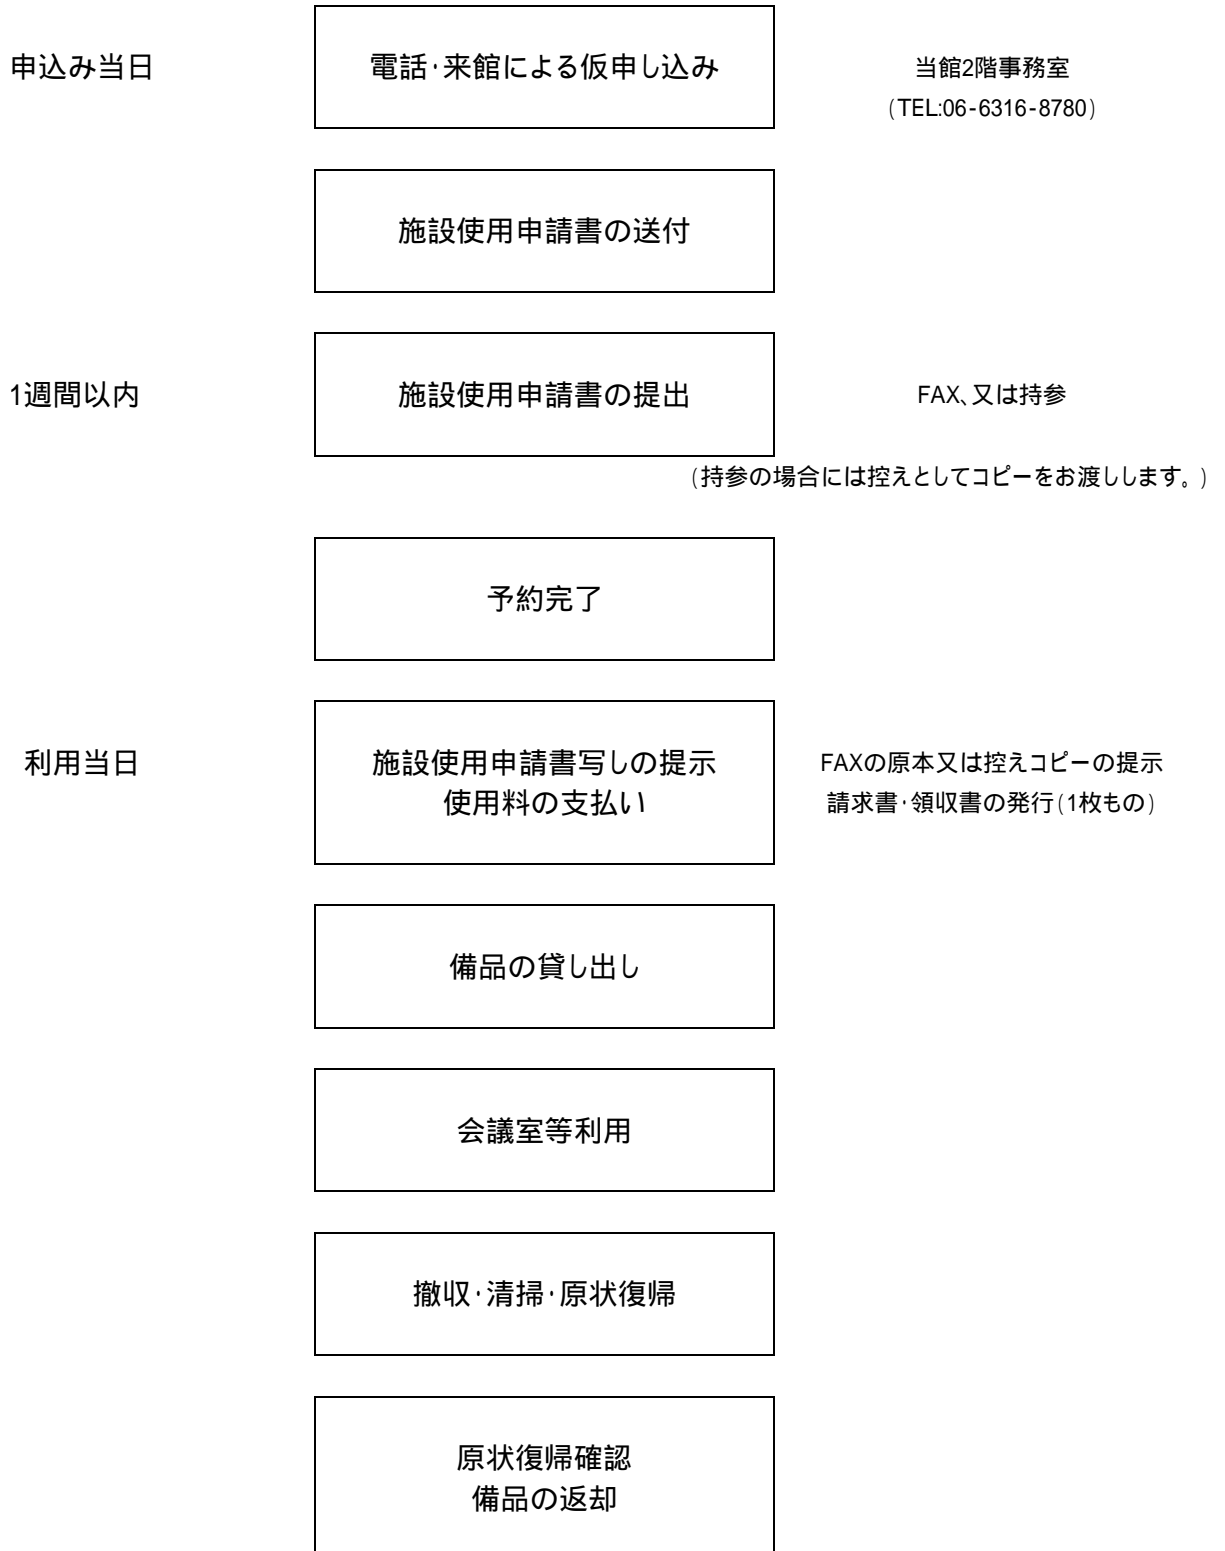 申込み当日
電話･来館による仮申し込み
当館2階事務室
(TEL:06-6316-8780)
施設使用申請書の送付
1週間以内
施設使用申請書の提出
FAX､又は持参
(持参の場合には控えとしてコピーをお渡しします｡)
予約完了
利用当日
施設使用申請書写しの提示
使用料の支払い
FAXの原本又は控えコピーの提示
請求書･領収書の発行(1枚もの)
備品の貸し出し
会議室等利用
撤収･清掃･原状復帰
原状復帰確認
備品の返却